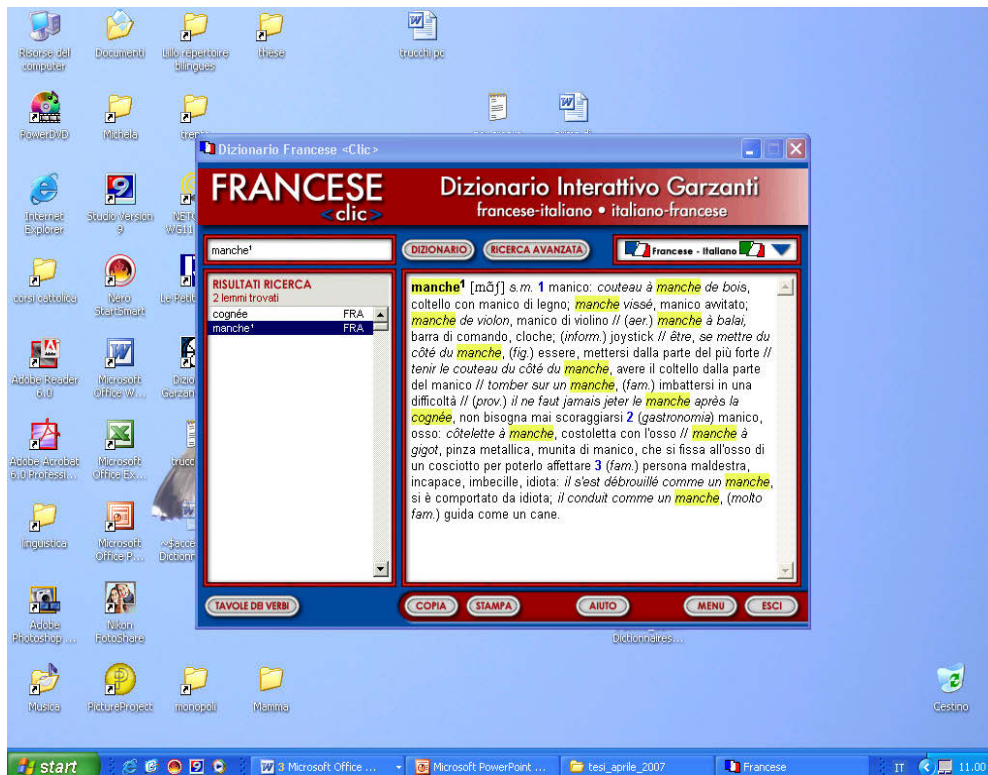 Risorse del computer
Documenti
Lillo repertoire bilingues
these
trucchi pc
PowerDVD
Michela
Internet Explorer
Studio Version 9
corsi cattolica
Nero StartSmart
Le Petit
Adobe Reader 6.0
Microsoft Office W...
Adobe Acrobat 6.0 Professi...
Microsoft Office Ex...
linguistica
Microsoft Office P...
Adobe Photoshop ...
Nikon FotoShare
Musica
PictureProject
monopoli
Mamma
Cestino
Dizionario Francese <Clic>
FRANCESE
<clic>
Dizionario Interattivo Garzanti
francese-italiano • italiano-francese
manche¹
DIZIONARIO
RICERCA AVANZATA
Francese - Italiano
RISULTATI RICERCA
2 lemmi trovati
cognée FRA
manche¹ FRA
manche¹ [mɑ̃ʃ] s.m. 1 manico: couteau à manche de bois,
coltello con manico di legno; manche vissé, manico avvitato;
manche de violon, manico di violino // (aer.) manche à balai,
barra di comando, cloche; (inform.) joystick // être, se mettre du
côté du manche, (fig.) essere, mettersi dalla parte del più forte //
tenir le couteau du côté du manche, avere il coltello dalla parte
del manico // tomber sur un manche, (fam.) imbattersi in una
difficoltà // (prov.) il ne faut jamais jeter le manche après la
cognée, non bisogna mai scoraggiarsi 2 (gastronomia) manico,
osso: côtelette à manche, costoletta con l'osso // manche à
gigot, pinza metallica, munita di manico, che si fissa all'osso di
un cosciotto per poterlo affettare 3 (fam.) persona maldestra,
incapace, imbecille, idiota: il s'est débrouillé comme un manche,
si è comportato da idiota; il conduit comme un manche, (molto
fam.) guida come un cane.
TAVOLE DEI VERBI
COPIA
STAMPA
AIUTO
MENU
ESCI
Dictionnaires...
start
3 Microsoft Office ...
Microsoft PowerPoint ...
tesi_aprile_2007
Francese
IT
11.00